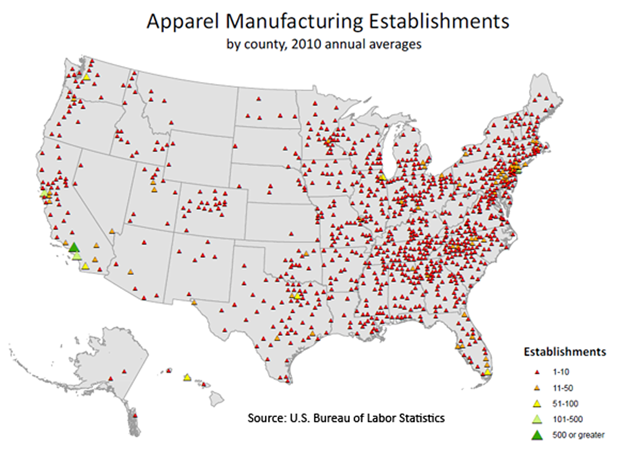 Apparel Manufacturing Establishments
by county, 2010 annual averages
Establishments
1-10
11-50
51-100
101-500
500 or greater
Source: U.S. Bureau of Labor Statistics